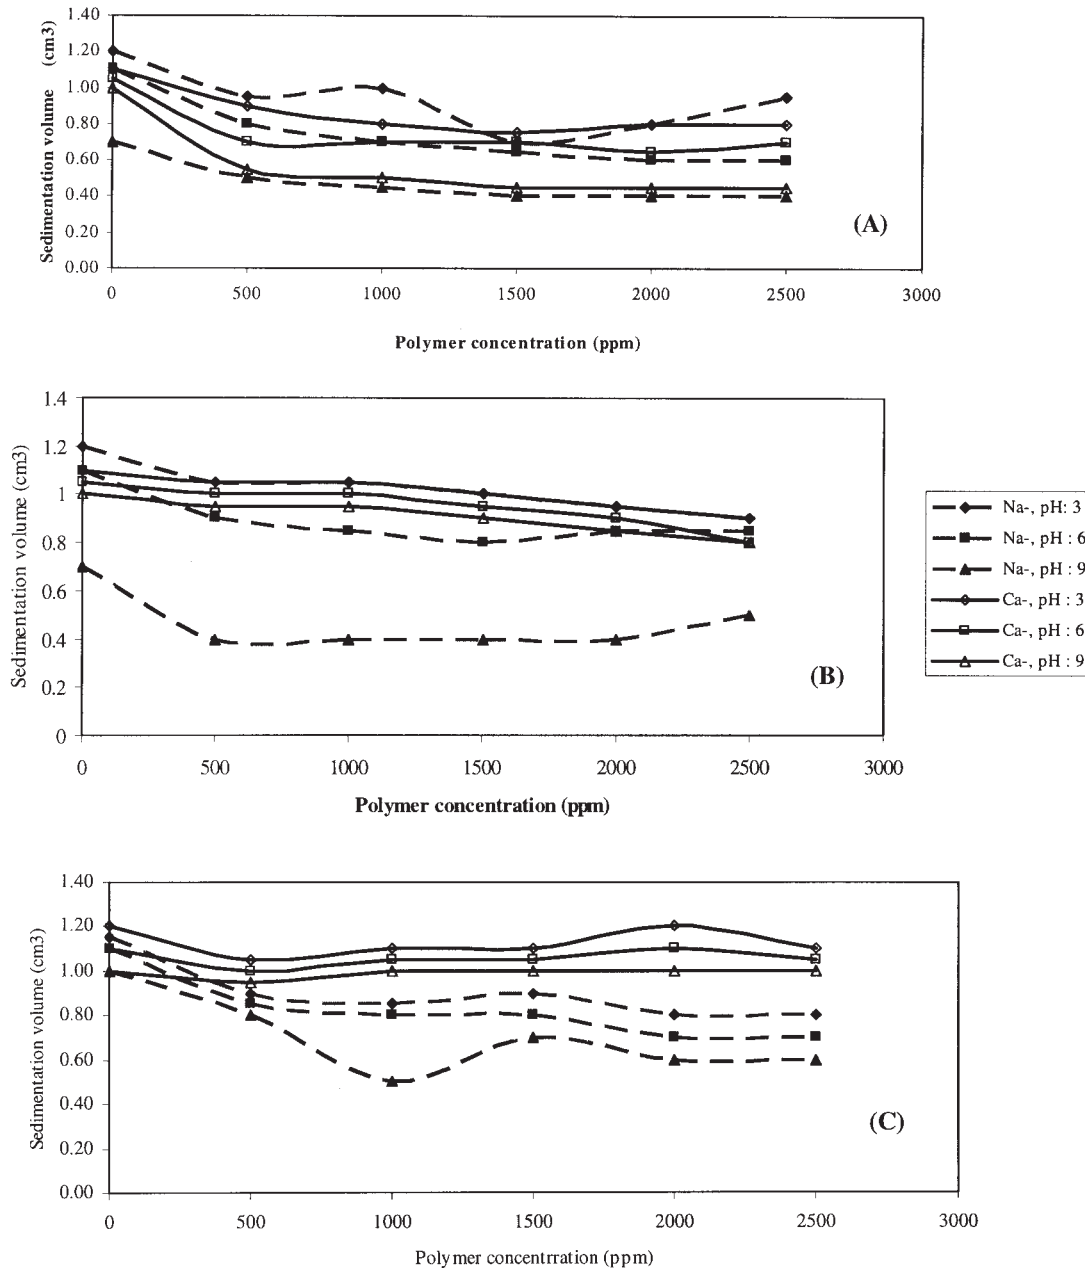 1.40
1.20
1.00
0.80
0.60
0.40
0.20
0.00
Sedimentation volume (cm3)
0 500 1000 1500 2000 2500 3000
Polymer concentration (ppm)
(A)
1.4
1.2
1
0.8
0.6
0.4
0.2
0
Sedimentation volume (cm3)
0 500 1000 1500 2000 2500 3000
Polymer concentration (ppm)
(B)
Na-, pH: 3
Na-, pH : 6
Na-, pH : 9
Ca-, pH : 3
Ca-, pH : 6
Ca-, pH : 9
1.40
1.20
1.00
0.80
0.60
0.40
0.20
0.00
Sedimentation volume (cm3)
0 500 1000 1500 2000 2500 3000
Polymer concentrration (ppm)
(C)